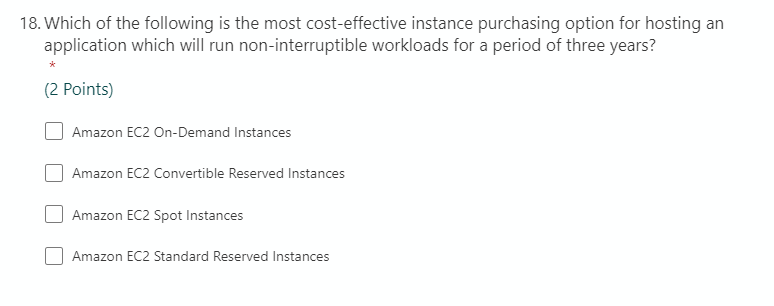 18. Which of the following is the most cost-effective instance purchasing option for hosting an
application which will run non-interruptible workloads for a period of three years?
*
(2 Points)
Amazon EC2 On-Demand Instances
Amazon EC2 Convertible Reserved Instances
Amazon EC2 Spot Instances
Amazon EC2 Standard Reserved Instances